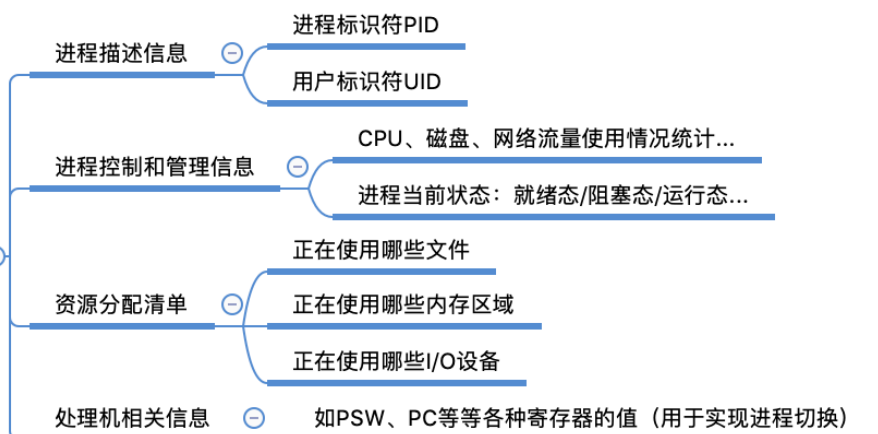 进程描述信息
进程标识符PID
用户标识符UID
进程控制和管理信息
CPU、磁盘、网络流量使用情况统计...
进程当前状态：就绪态/阻塞态/运行态...
资源分配清单
正在使用哪些文件
正在使用哪些内存区域
正在使用哪些I/O设备
处理机相关信息
如PSW、PC等等各种寄存器的值（用于实现进程切换）